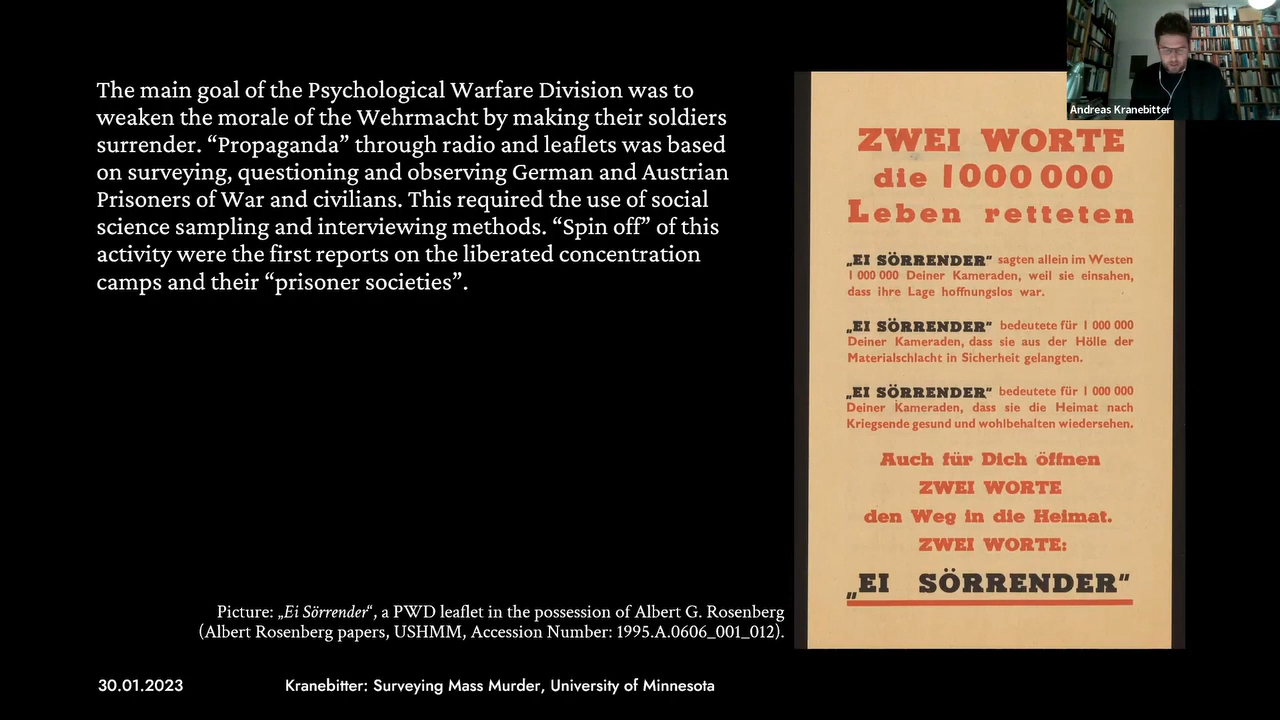 The main goal of the Psychological Warfare Division was to
weaken the morale of the Wehrmacht by making their soldiers
surrender. “Propaganda” through radio and leaflets was based
on surveying, questioning and observing German and Austrian
Prisoners of War and civilians. This required the use of social
science sampling and interviewing methods. “Spin off” of this
activity were the first reports on the liberated concentration
camps and their “prisoner societies”.
Picture: „Ei Sörrender“, a PWD leaflet in the possession of Albert G. Rosenberg
(Albert Rosenberg papers, USHMM, Accession Number: 1995.A.0606_001_012).
Andreas Kranebitter
ZWEI WORTE
die 1000 000
Leben retteten
„EI SÖRRENDER” sagten allein im Westen
1 000 000 Deiner Kameraden, weil sie einsahen,
dass ihre Lage hoffnungslos war.
„EI SÖRRENDER” bedeutete für 1 000 000
Deiner Kameraden, dass sie aus der Hölle der
Materialschlacht in Sicherheit gelangten.
„EI SÖRRENDER” bedeutete für 1 000 000
Deiner Kameraden, dass sie die Heimat nach
Kriegsende gesund und wohlbehalten wiedersehen.
Auch für Dich öffnen
ZWEI WORTE
den Weg in die Heimat.
ZWEI WORTE:
„EI SÖRRENDER”
30.01.2023
Kranebitter: Surveying Mass Murder, University of Minnesota